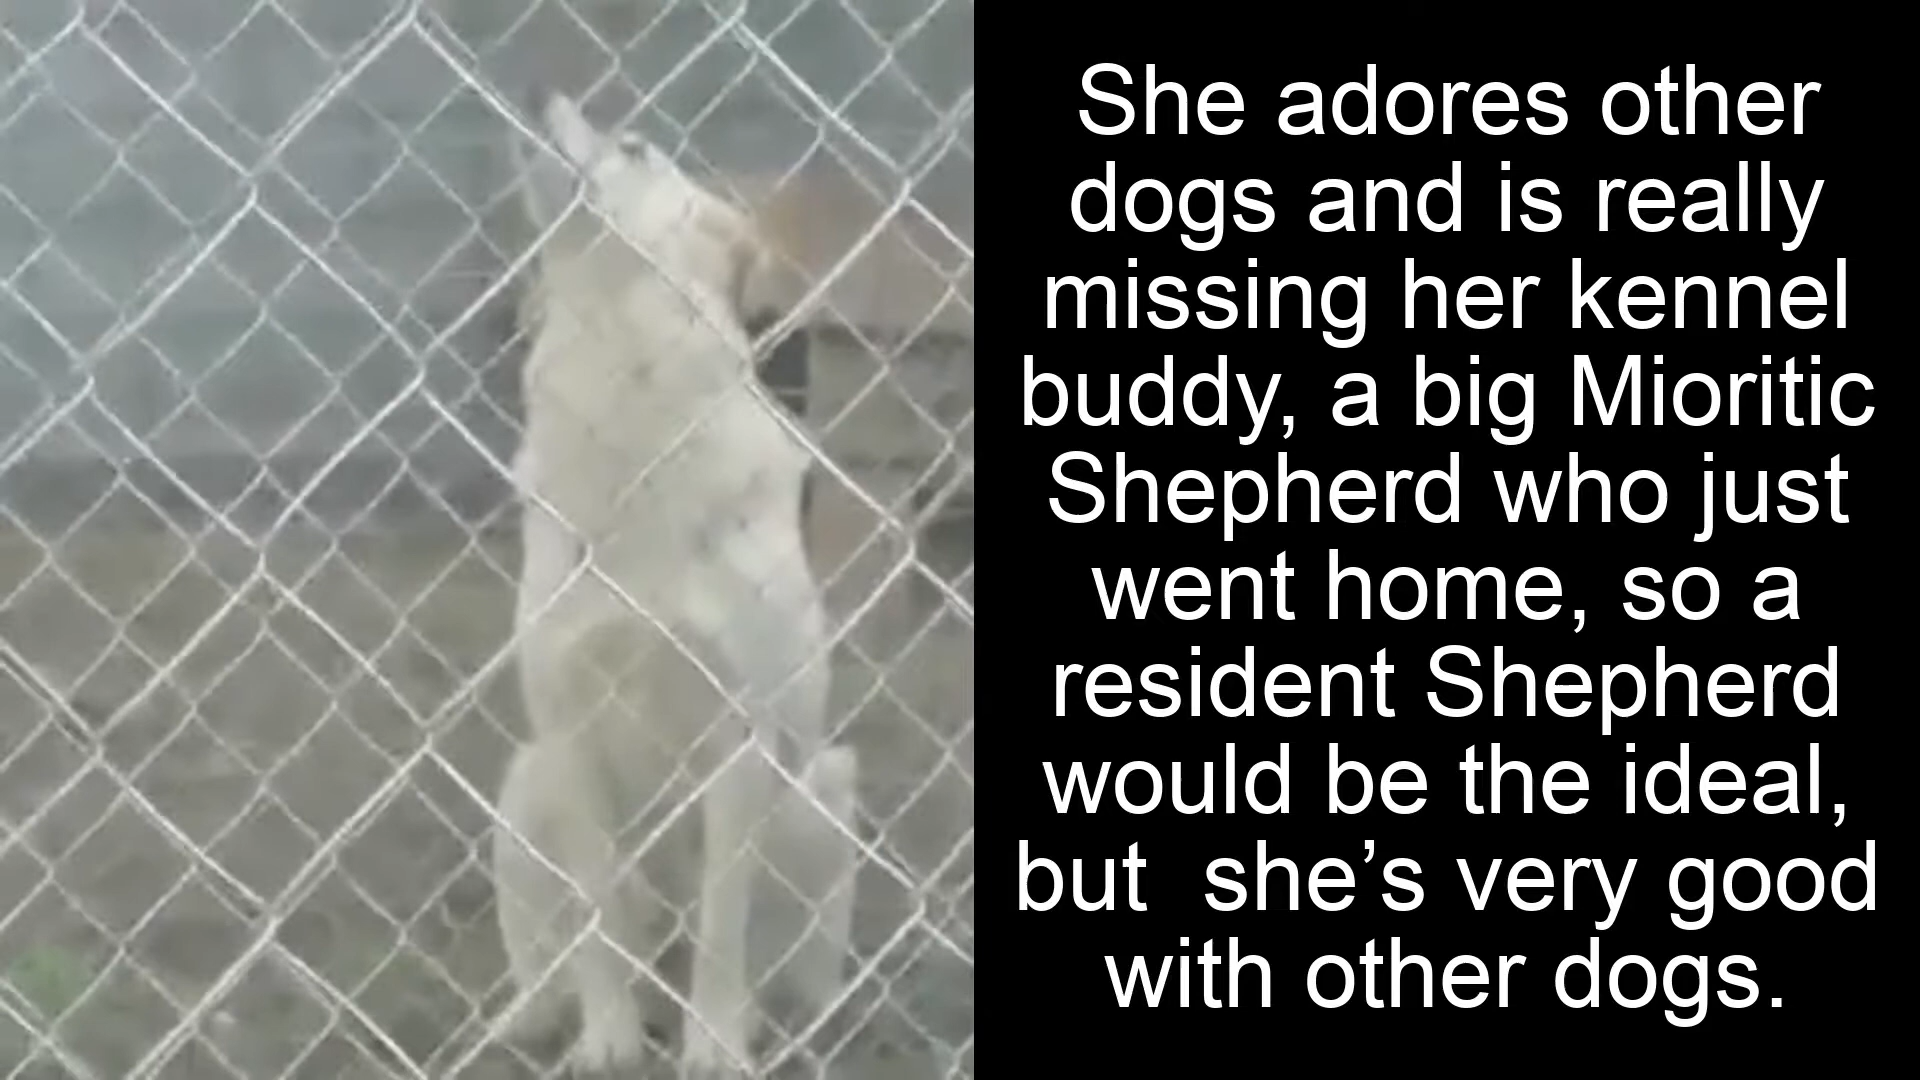 She adores other
dogs and is really
missing her kennel
buddy, a big Mioritic
Shepherd who just
went home, so a
resident Shepherd
would be the ideal,
but  she’s very good
with other dogs.